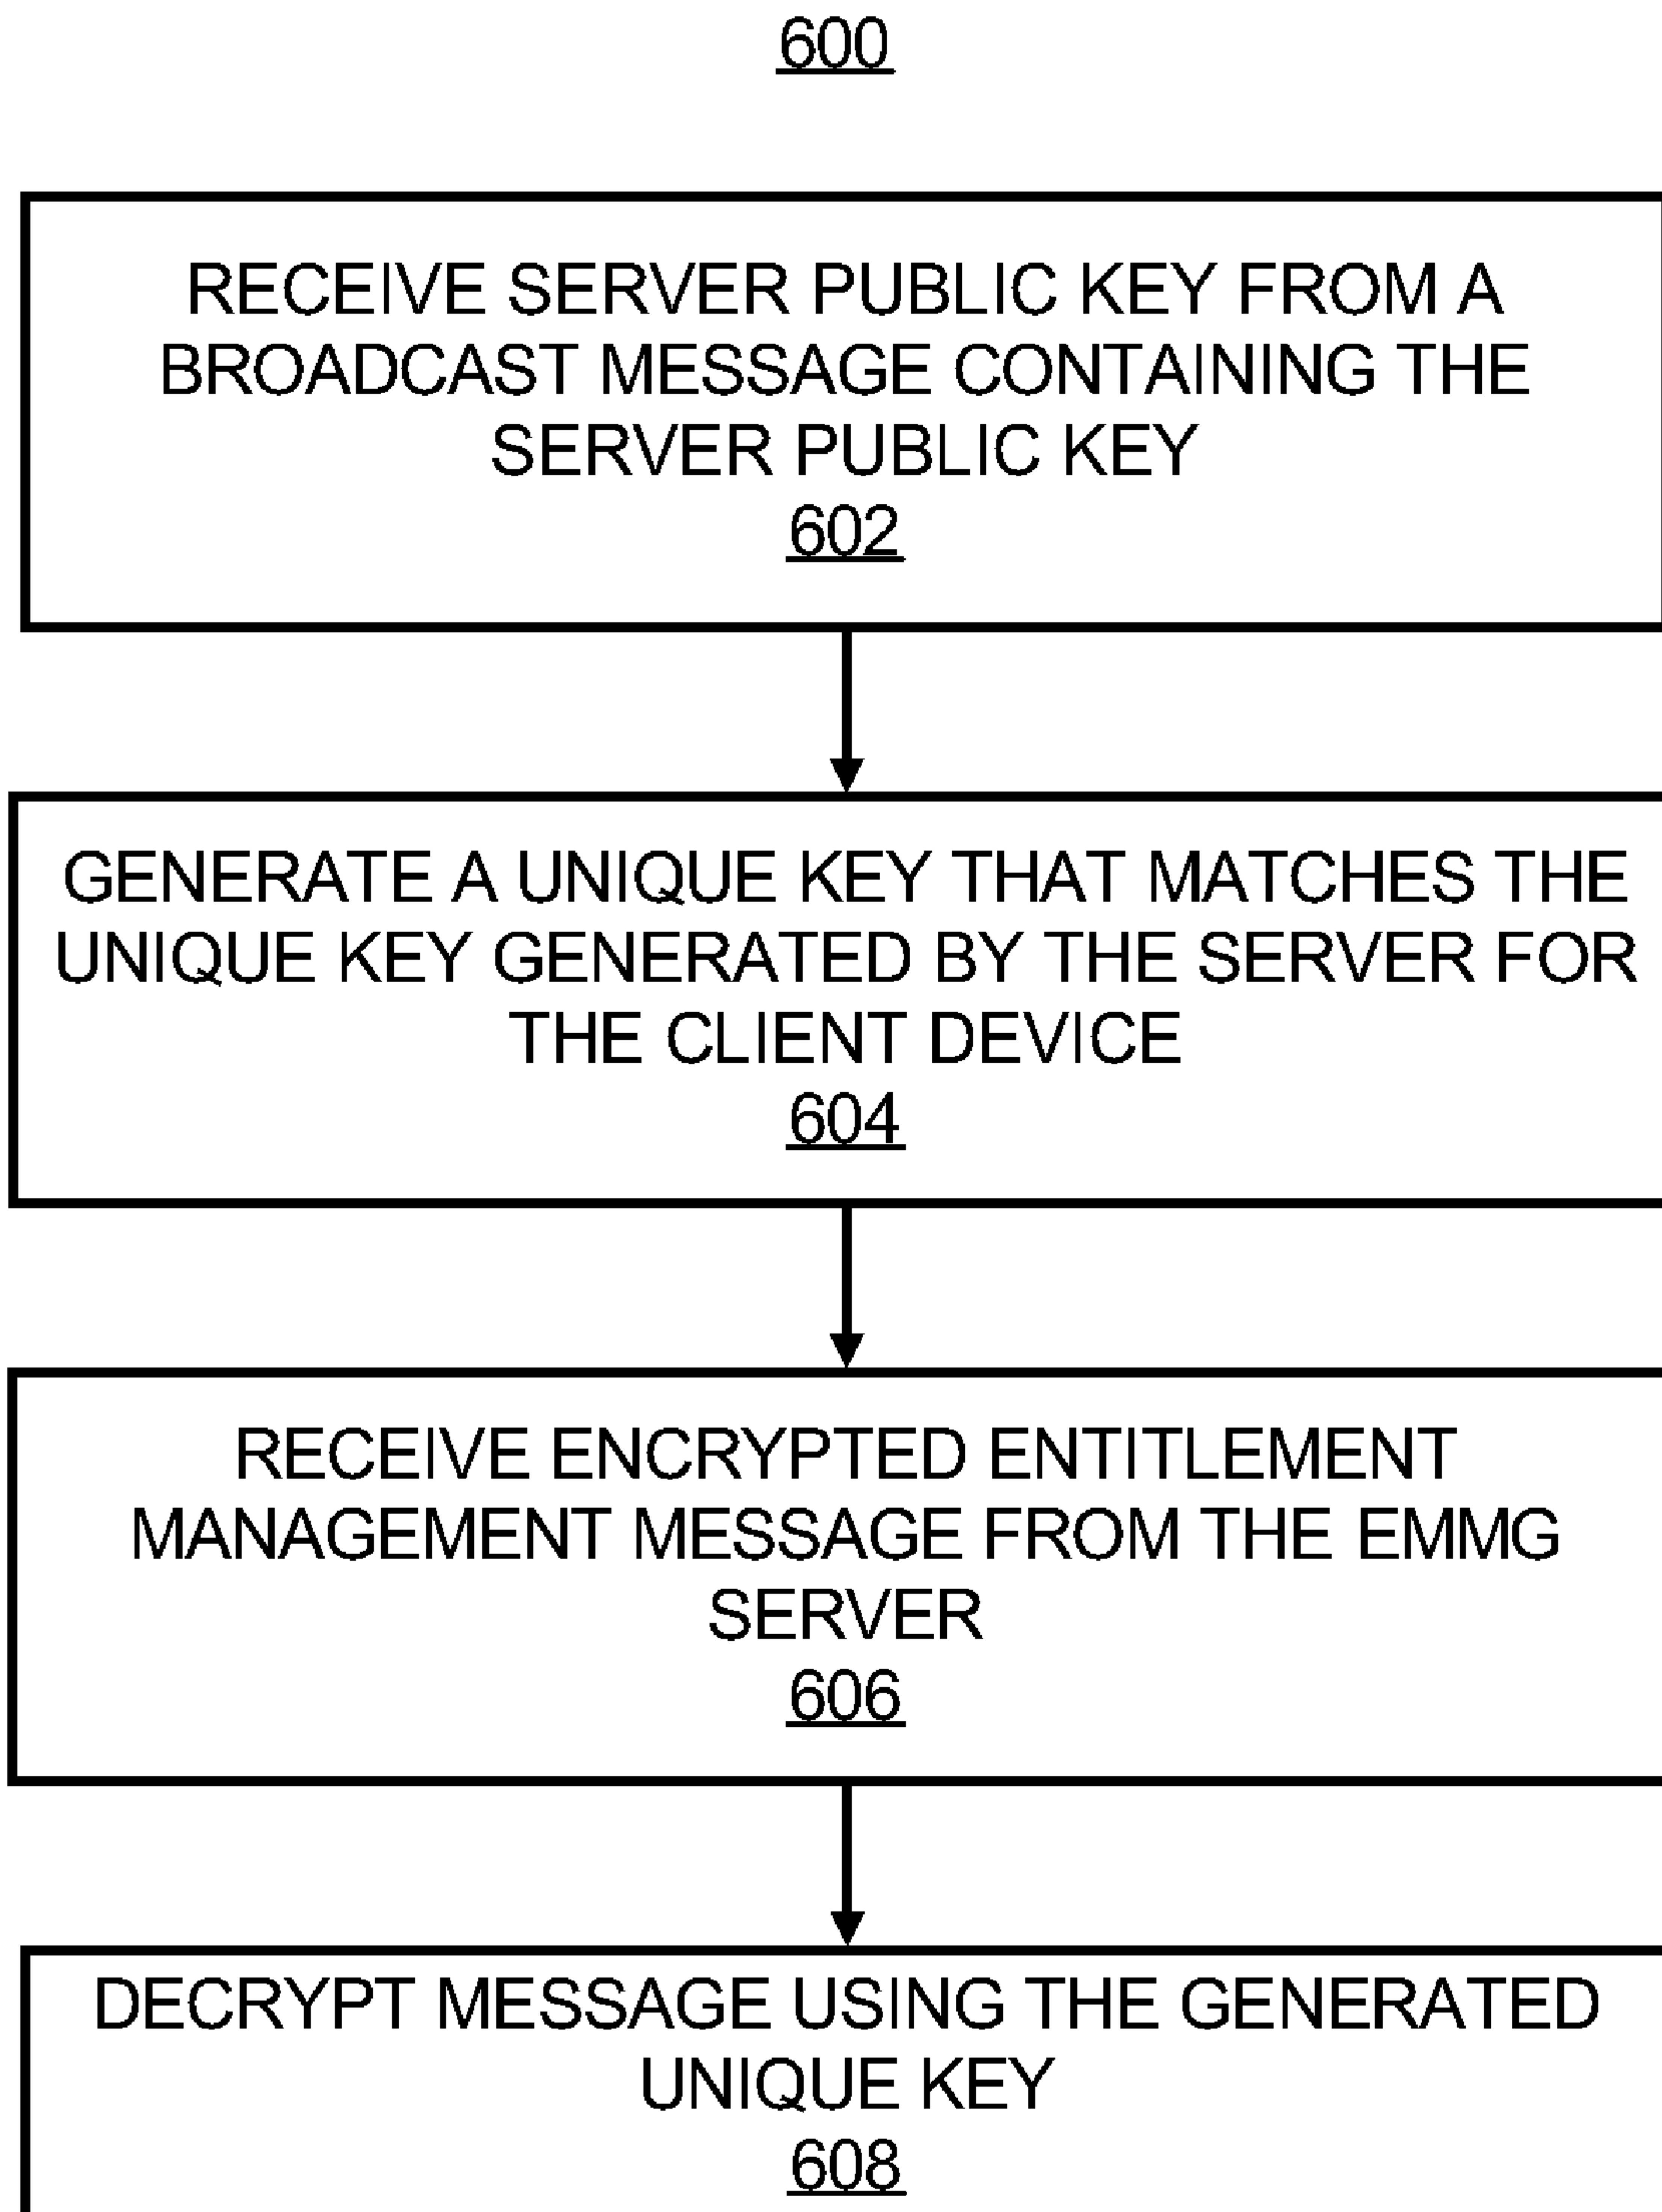 600
RECEIVE SERVER PUBLIC KEY FROM A
BROADCAST MESSAGE CONTAINING THE
SERVER PUBLIC KEY
602
GENERATE A UNIQUE KEY THAT MATCHES THE
UNIQUE KEY GENERATED BY THE SERVER FOR
THE CLIENT DEVICE
604
RECEIVE ENCRYPTED ENTITLEMENT
MANAGEMENT MESSAGE FROM THE EMMG
SERVER
606
DECRYPT MESSAGE USING THE GENERATED
UNIQUE KEY
608